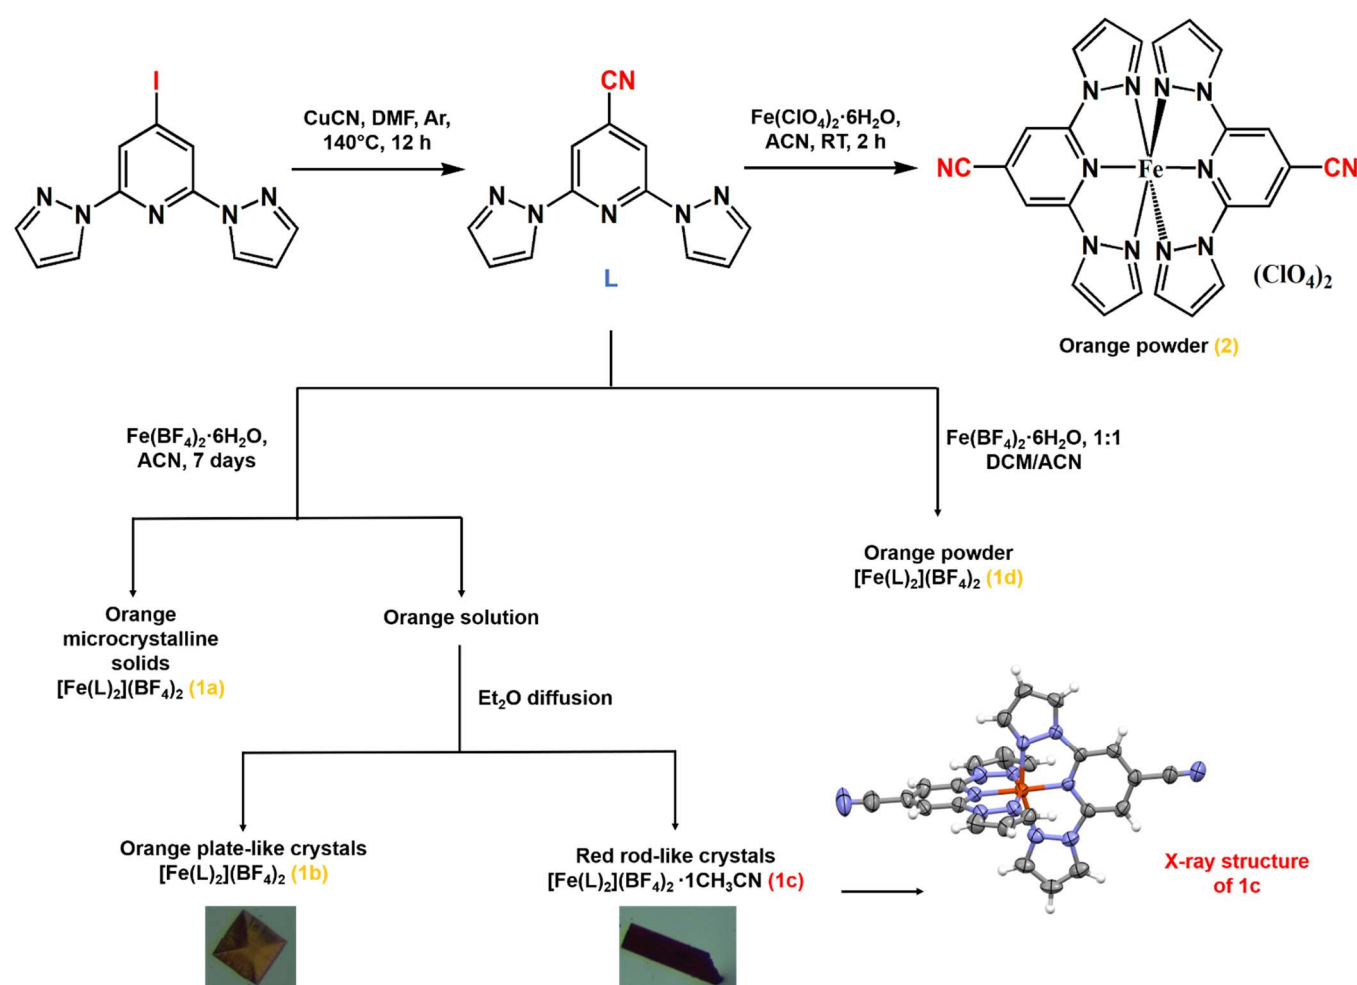 I
N
N
N
N
N
CuCN, DMF, Ar,
140°C, 12 h
CN
N
N
N
N
N
L
Fe(ClO₄)₂·6H₂O,
ACN, RT, 2 h
N
N
N
N
NC
N
Fe
N
CN
N
N
N
N
(ClO₄)₂
Orange powder (2)
Fe(BF₄)₂·6H₂O,
ACN, 7 days
Fe(BF₄)₂·6H₂O, 1:1
DCM/ACN
Orange powder
[Fe(L)₂](BF₄)₂ (1d)
Orange
microcrystalline
solids
[Fe(L)₂](BF₄)₂ (1a)
Orange solution
Et₂O diffusion
Orange plate-like crystals
[Fe(L)₂](BF₄)₂ (1b)
Red rod-like crystals
[Fe(L)₂](BF₄)₂ ·1CH₃CN (1c)
X-ray structure
of 1c